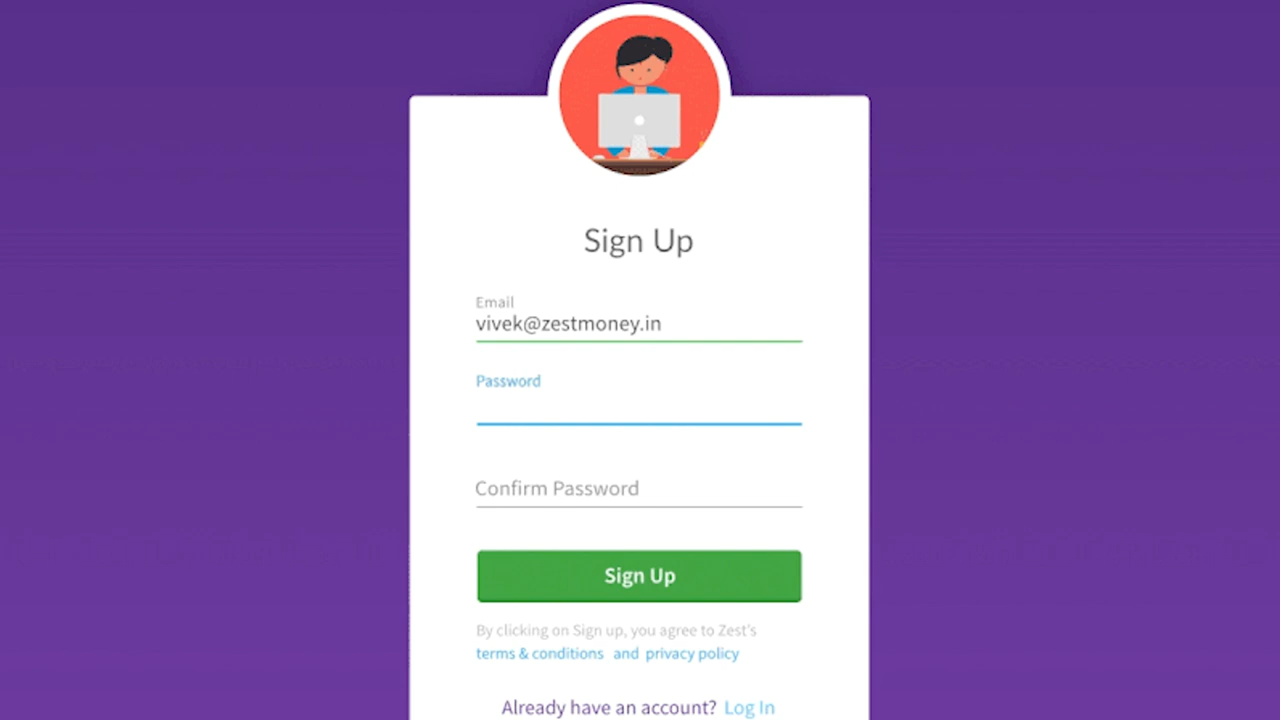 Sign Up
Email
vivek@zestmoney.in
Password
Confirm Password
Sign Up
By clicking on Sign up, you agree to Zest's
terms & conditions and privacy policy
Already have an account? Log In